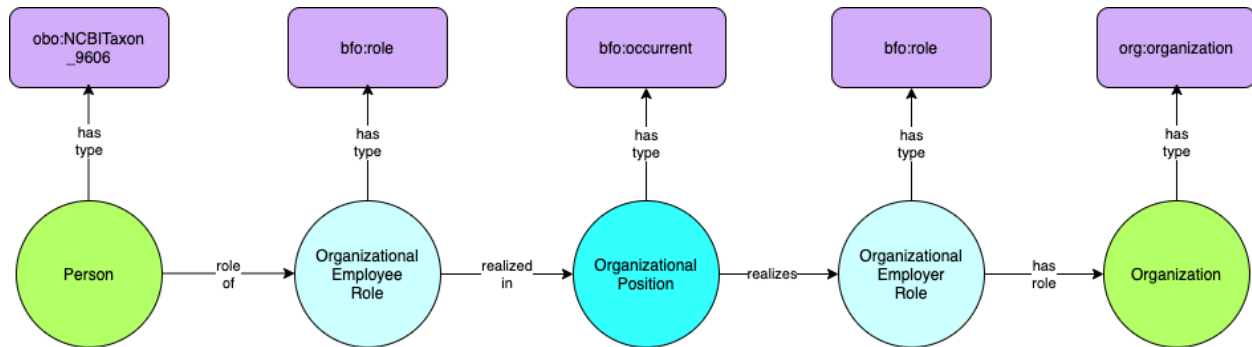 obo:NCBITaxon
_9606
bfo:role
bfo:occurrent
bfo:role
org:organization
has
type
has
type
has
type
has
type
has
type
Person
role
of
Organizational
Employee
Role
realized
in
Organizational
Position
realizes
Organizational
Employer
Role
has
role
Organization